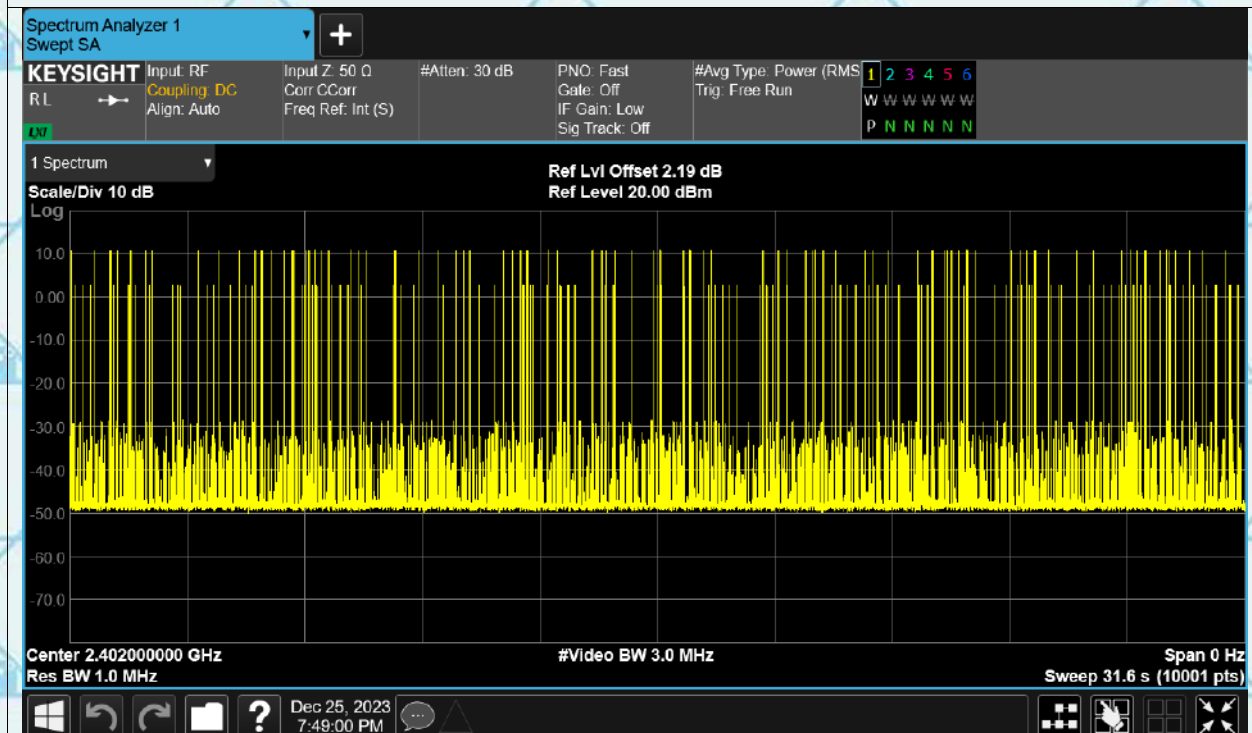 Spectrum Analyzer 1
Swept SA
+
KEYSIGHT
RL
LXI
Input: RF
Coupling: DC
Align: Auto
Input Z: 50 Ω
Corr CCorr
Freq Ref: Int (S)
#Atten: 30 dB
PNO: Fast
Gate: Off
IF Gain: Low
Sig Track: Off
#Avg Type: Power (RMS
Trig: Free Run
1 2 3 4 5 6
W W W W W W
P N N N N N
1 Spectrum
Scale/Div 10 dB
Ref Lvl Offset 2.19 dB
Ref Level 20.00 dBm
Log
10.0
0.00
-10.0
-20.0
-30.0
-40.0
-50.0
-60.0
-70.0
Center 2.402000000 GHz
Res BW 1.0 MHz
#Video BW 3.0 MHz
Span 0 Hz
Sweep 31.6 s (10001 pts)
?
Dec 25, 2023
7:49:00 PM